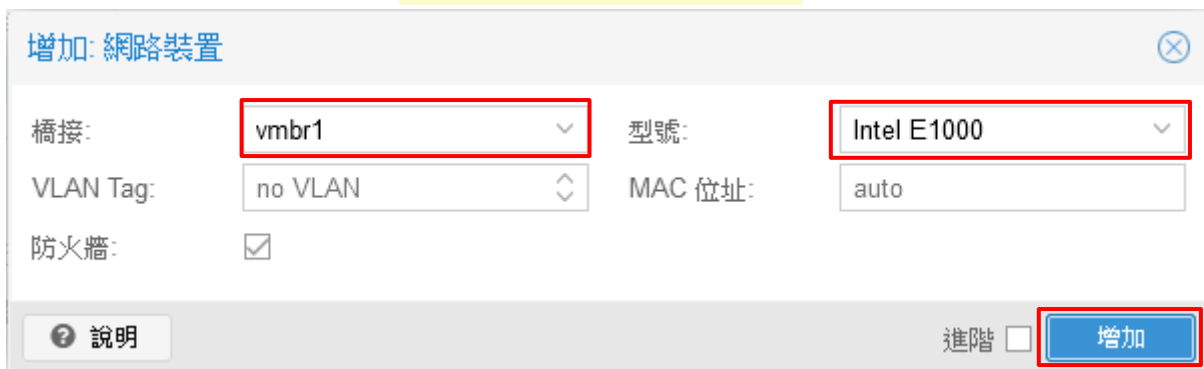 增加: 網路裝置
橋接: vmbr1 型號: Intel E1000
VLAN Tag: no VLAN MAC 位址: auto
防火牆:
說明 進階 增加